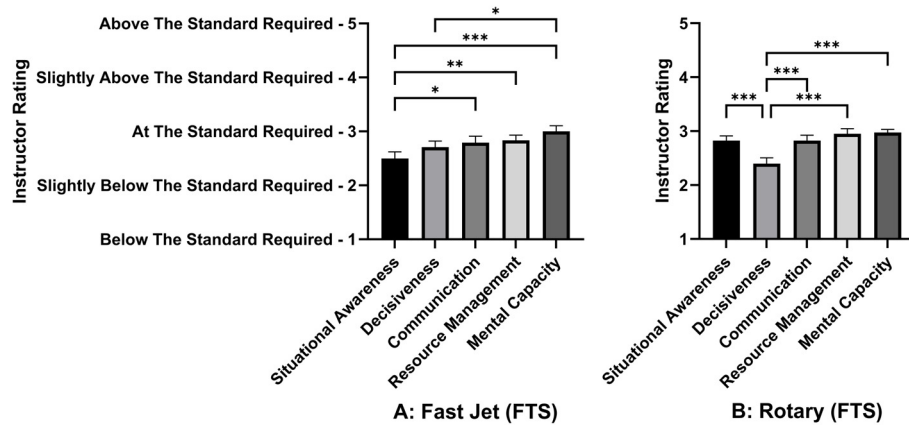 Instructor Rating
Above The Standard Required - 5
Slightly Above The Standard Required - 4
At The Standard Required - 3
Slightly Below The Standard Required - 2
Below The Standard Required - 1
*
***
**
*
Situational Awareness
Decisiveness
Communication
Resource Management
Mental Capacity
A: Fast Jet (FTS)
Instructor Rating
5
4
3
2
1
***
***
*** ***
Situational Awareness
Decisiveness
Communication
Resource Management
Mental Capacity
B: Rotary (FTS)